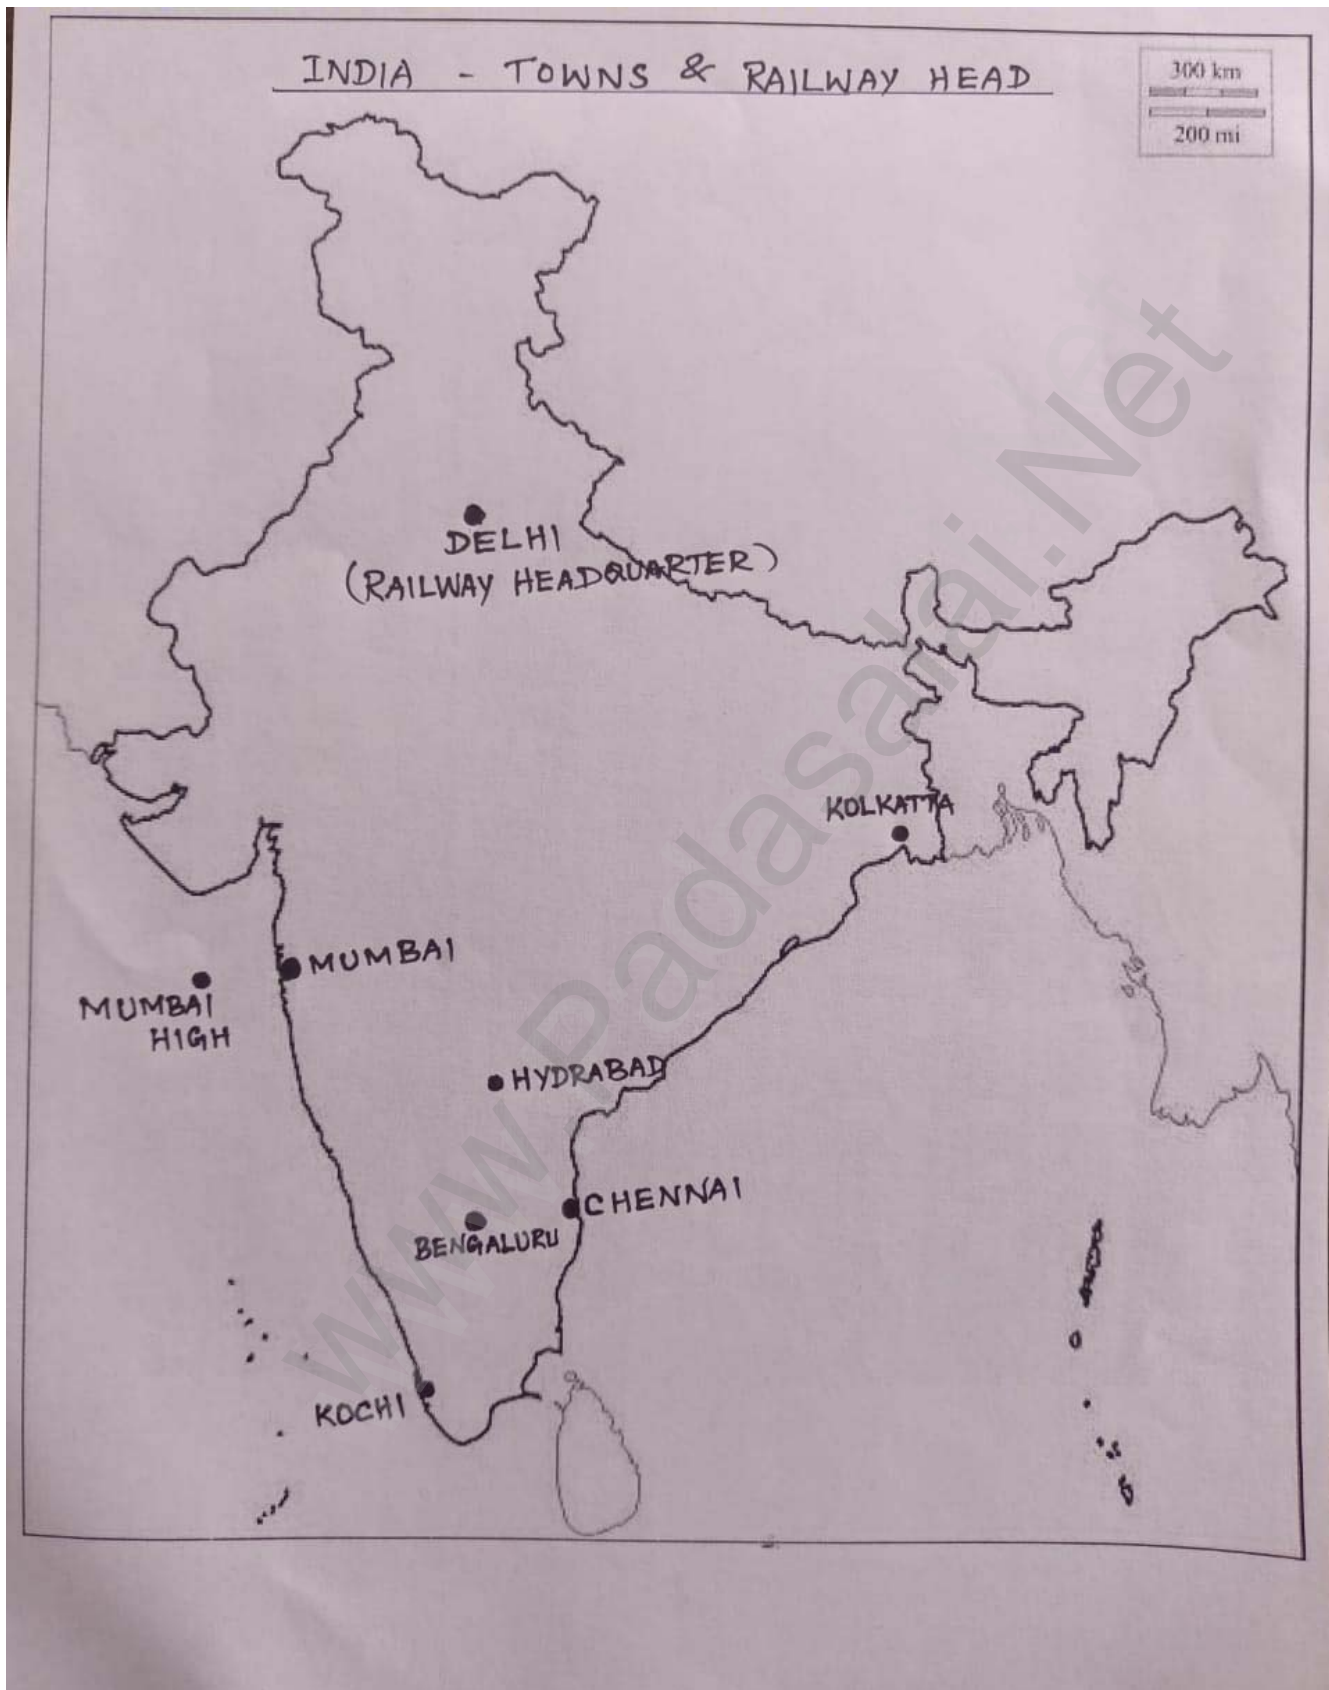 INDIA - TOWNS & RAILWAY HEAD
300 km
200 mi
DELHI
(RAILWAY HEADQUARTER)
KOLKATTA
MUMBAI
MUMBAI
HIGH
HYDRABAD
CHENNAI
BENGALURU
KOCHI
www.Padasalai.Net